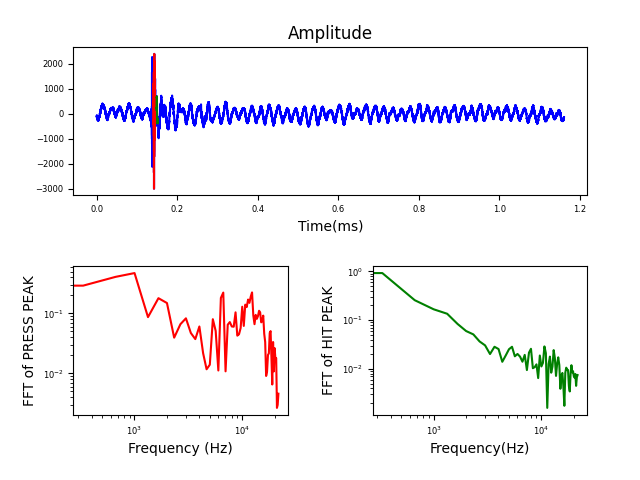 Amplitude
2000
1000
0
−1000
−2000
−3000
0.0 0.2 0.4 0.6 0.8 1.0 1.2
Time(ms)
FFT of PRESS PEAK
10⁻¹
10⁻²
10³ 10⁴
Frequency (Hz)
FFT of HIT PEAK
10⁰
10⁻¹
10⁻²
10³ 10⁴
Frequency(Hz)